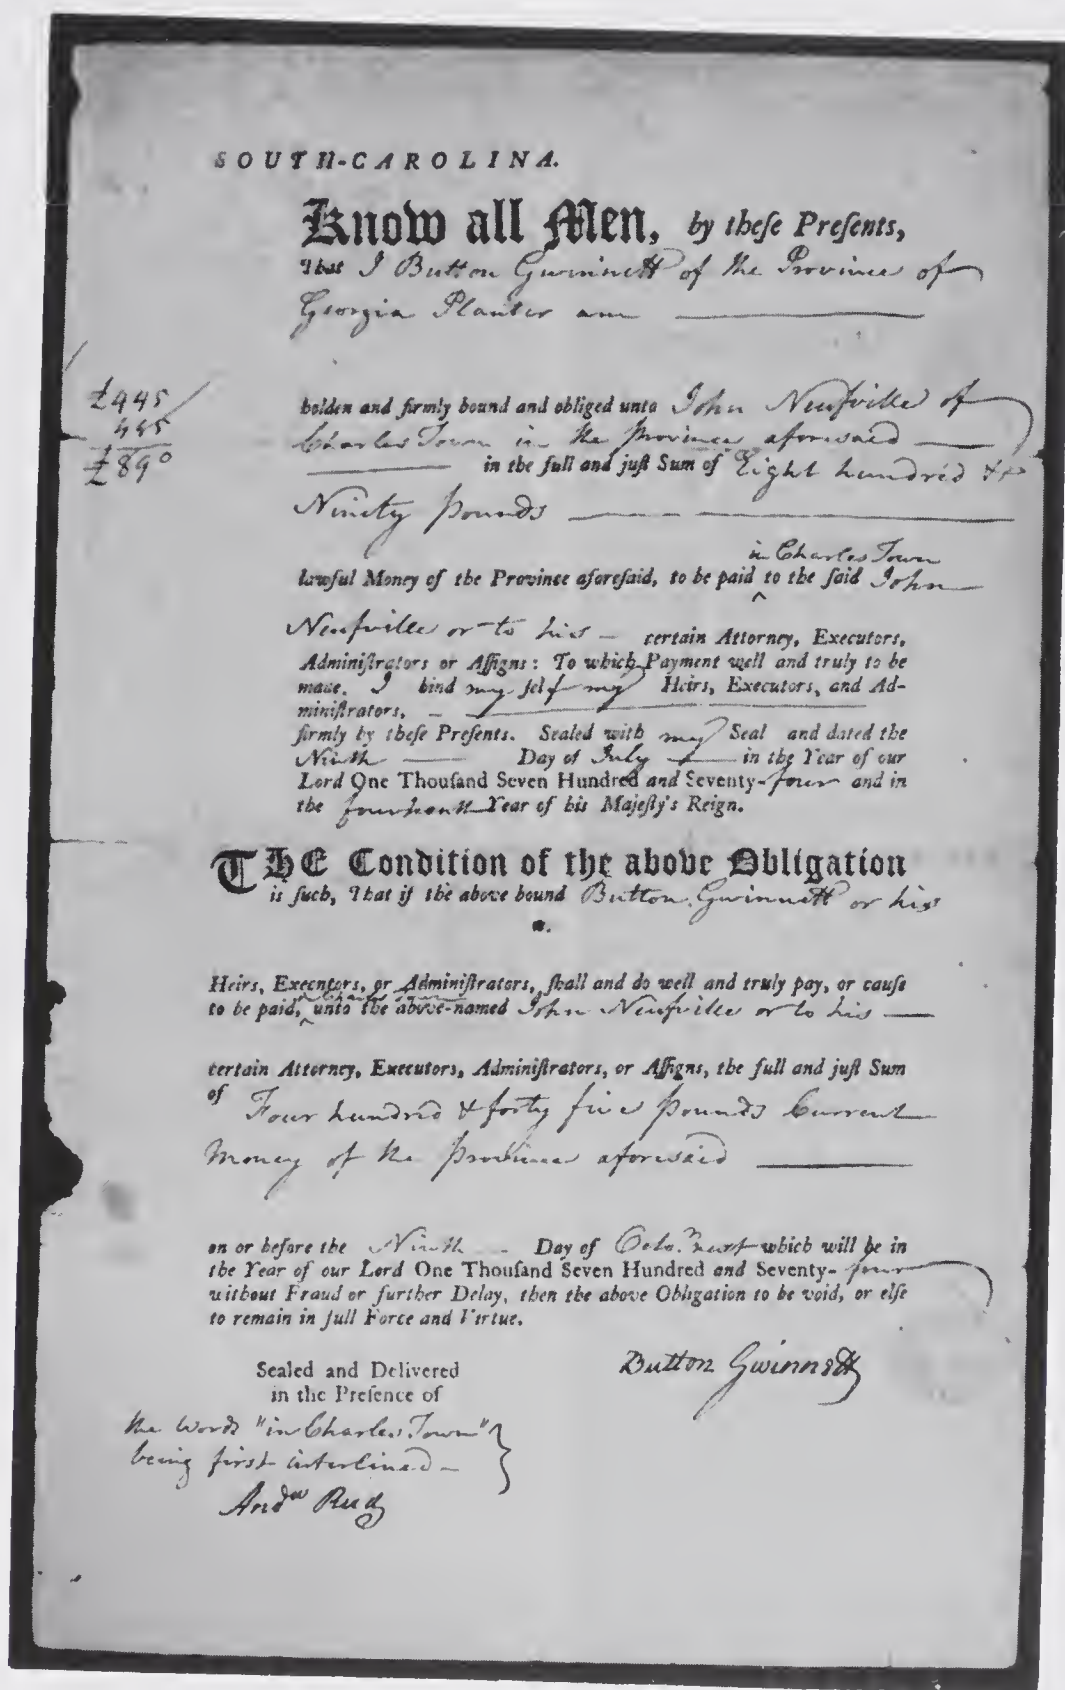 SOUTH-CAROLINA.
Know all Men, by theſe Preſents,
That I Button Gwinnett of the Province of
Georgia Planter am
£445
445
£890
holden and firmly bound and obliged unto John Neufville of
Charles Town in the Province aforesaid
in the full and juſt Sum of Eight hundred &
Ninety pounds
in Charles Town
lawful Money of the Province aforeſaid, to be paid ^ to the ſaid John
Neufville or to his certain Attorney, Executors,
Adminiſtrators or Aſſigns: To which Payment well and truly to be
made, I bind my ſelf my Heirs, Executors, and Ad-
miniſtrators,
firmly by theſe Preſents. Sealed with my Seal and dated the
Ninth Day of July in the Year of our
Lord One Thouſand Seven Hundred and Seventy-four and in
the fourteenth Year of his Majeſty's Reign.
THE Condition of the above Obligation
is ſuch, That if the above bound Button Gwinnett or his
Heirs, Executors, or Adminiſtrators, ſhall and do well and truly pay, or cauſe
in Charles Town
to be paid, ^ unto the above-named John Neufville or to his
certain Attorney, Executors, Adminiſtrators, or Aſſigns, the full and juſt Sum
of Four hundred & forty five pounds Current
Money of the Province aforesaid
on or before the Ninth Day of Octo. next which will be in
the Year of our Lord One Thouſand Seven Hundred and Seventy-four
without Fraud or further Delay, then the above Obligation to be void, or elſe
to remain in full Force and Virtue.
Sealed and Delivered
in the Preſence of
Button Gwinnett
the Words "in Charles Town"
being first interlined
And.w